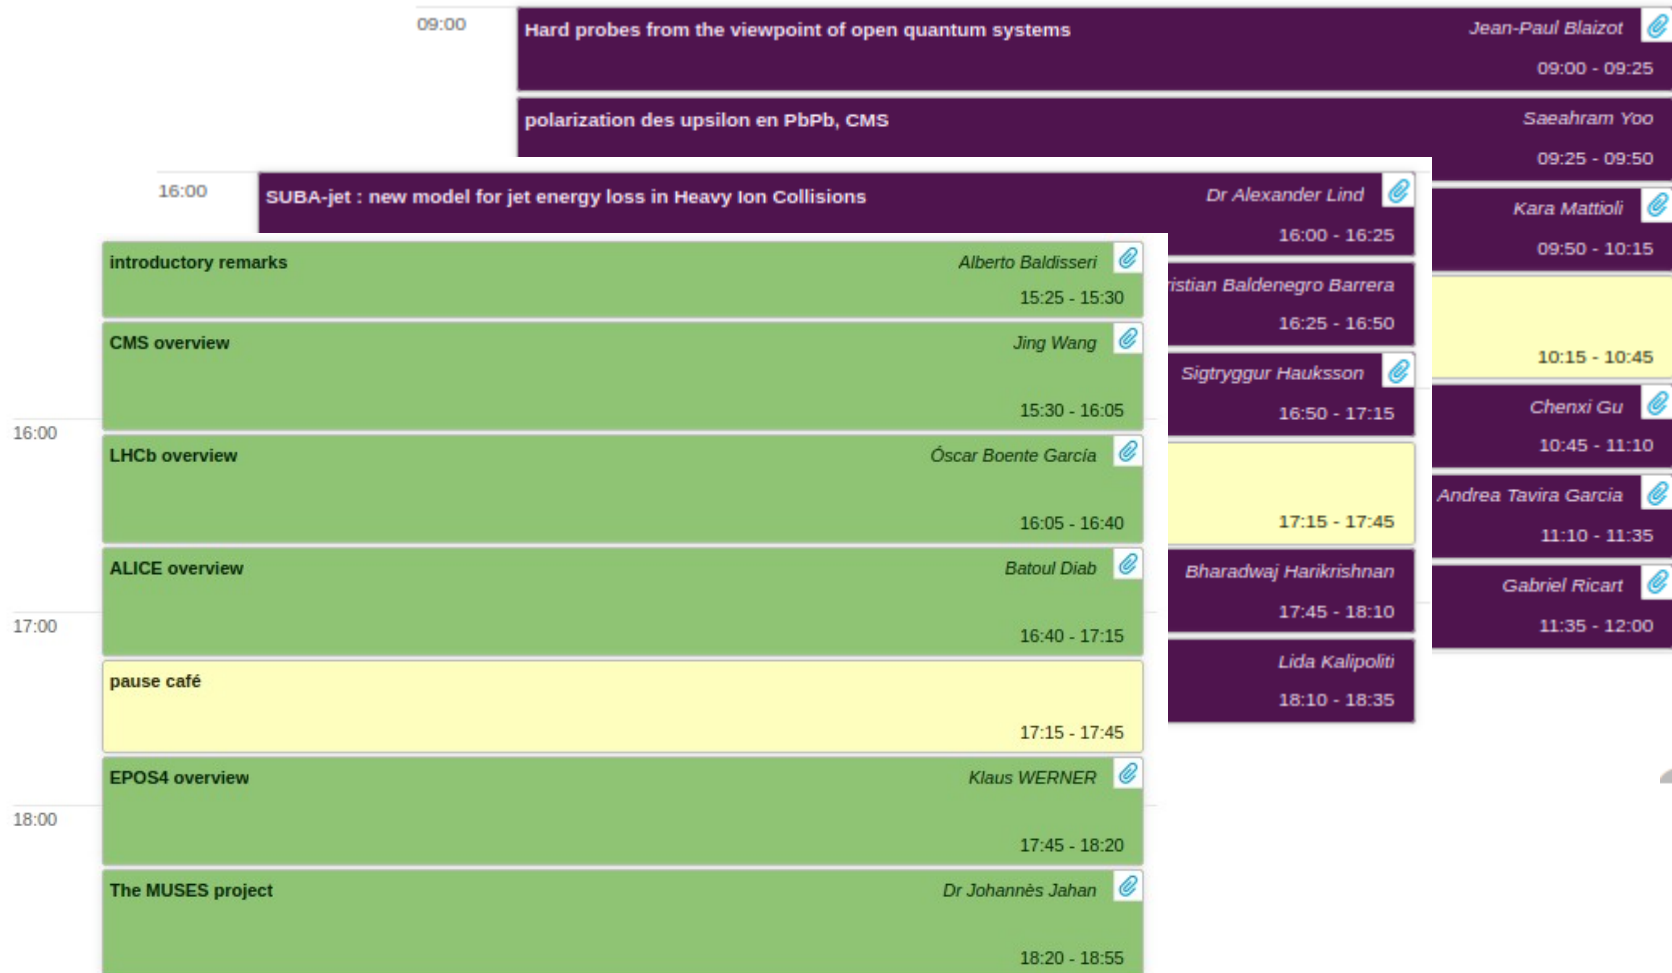 09:00
Hard probes from the viewpoint of open quantum systems
Jean-Paul Blaizot
09:00 - 09:25
polarization des upsilon en PbPb, CMS
Saeahram Yoo
09:25 - 09:50
Kara Mattioli
09:50 - 10:15
10:15 - 10:45
Chenxi Gu
10:45 - 11:10
Andrea Tavira Garcia
11:10 - 11:35
Gabriel Ricart
11:35 - 12:00
16:00
SUBA-jet : new model for jet energy loss in Heavy Ion Collisions
Dr Alexander Lind
16:00 - 16:25
ristian Baldenegro Barrera
16:25 - 16:50
Sigtryggur Hauksson
16:50 - 17:15
17:15 - 17:45
Bharadwaj Harikrishnan
17:45 - 18:10
Lida Kalipoliti
18:10 - 18:35
introductory remarks
Alberto Baldisseri
15:25 - 15:30
CMS overview
Jing Wang
15:30 - 16:05
16:00
LHCb overview
Óscar Boente García
16:05 - 16:40
ALICE overview
Batoul Diab
16:40 - 17:15
17:00
pause café
17:15 - 17:45
EPOS4 overview
Klaus WERNER
17:45 - 18:20
18:00
The MUSES project
Dr Johannès Jahan
18:20 - 18:55